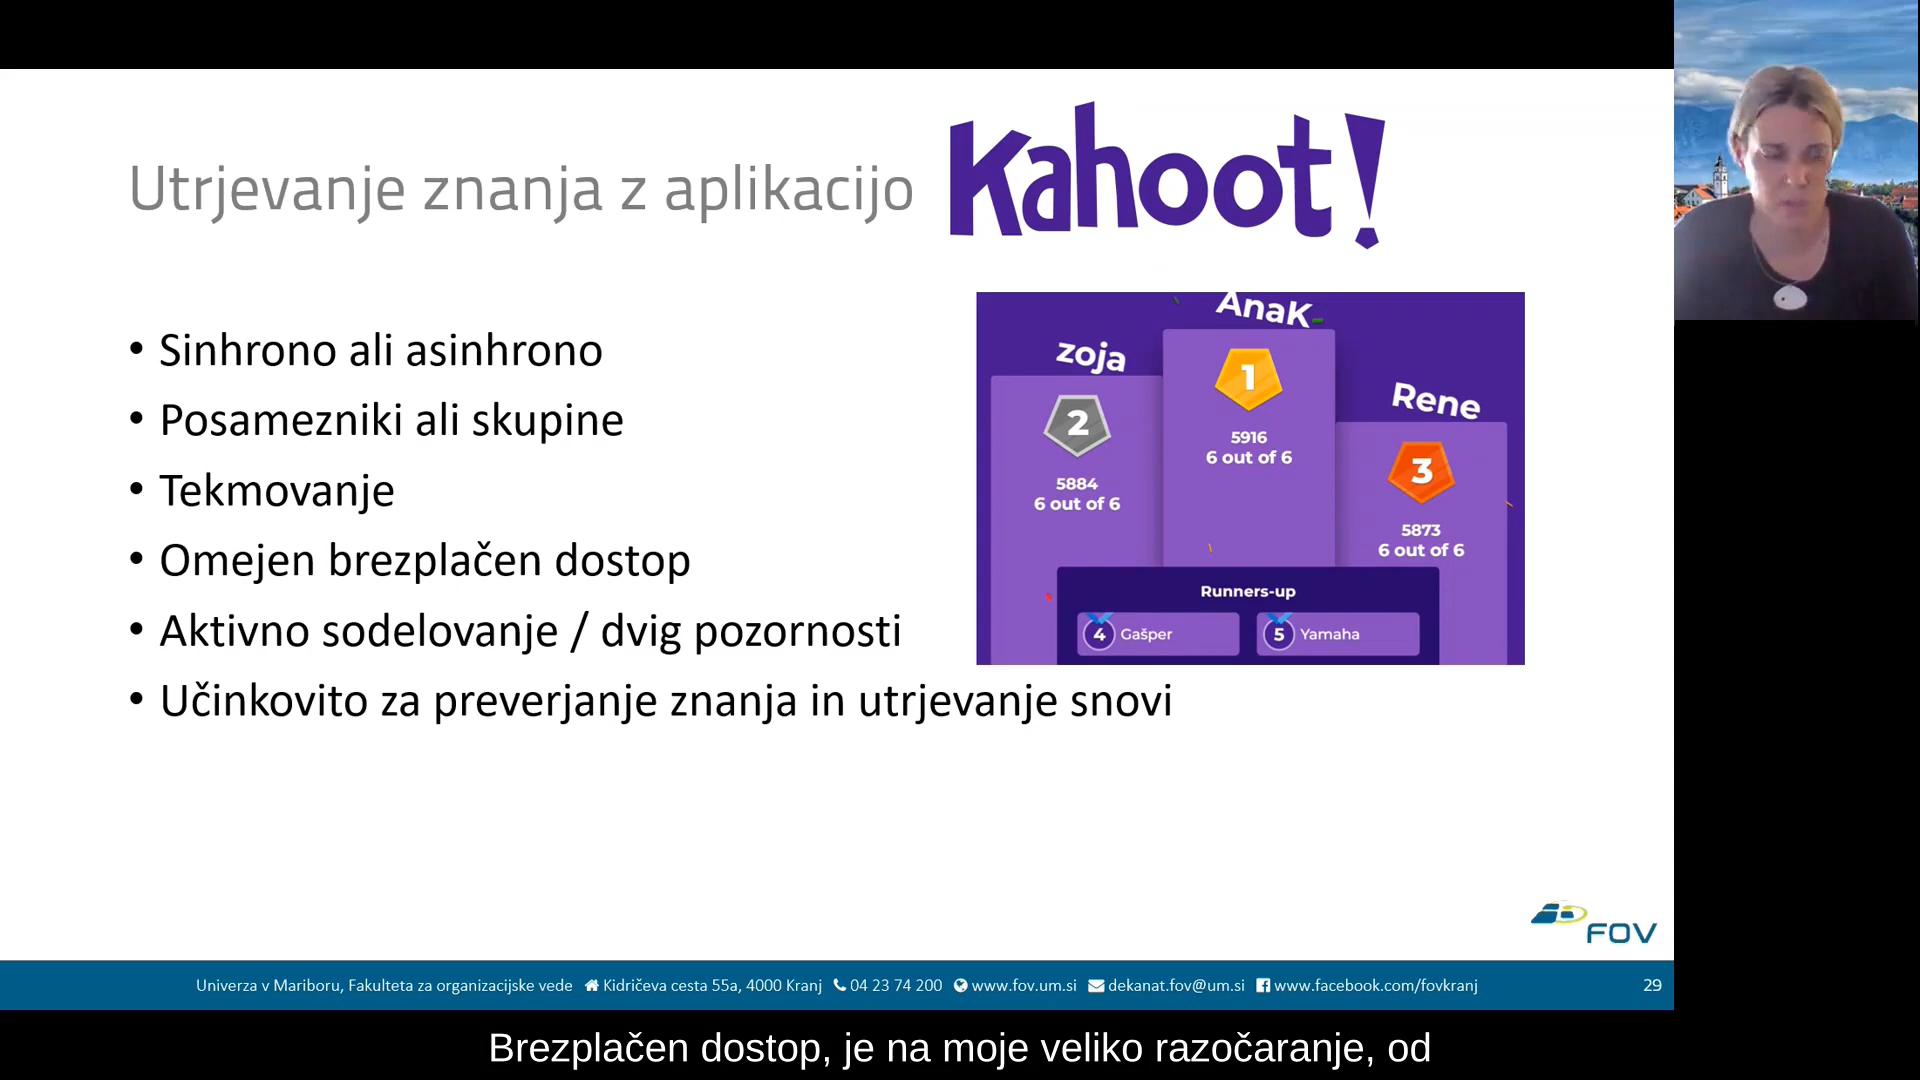 Utrjevanje znanja z aplikacijo
Kahoot!
• Sinhrono ali asinhrono
• Posamezniki ali skupine
• Tekmovanje
• Omejen brezplačen dostop
• Aktivno sodelovanje / dvig pozornosti
• Učinkovito za preverjanje znanja in utrjevanje snovi
AnaK
1
5916
6 out of 6
zoja
2
5884
6 out of 6
Rene
3
5873
6 out of 6
Runners-up
4 Gašper
5 Yamaha
FOV
Univerza v Mariboru, Fakulteta za organizacijske vede Kidričeva cesta 55a, 4000 Kranj 04 23 74 200 www.fov.um.si dekanat.fov@um.si www.facebook.com/fovkranj 29
Brezplačen dostop, je na moje veliko razočaranje, od